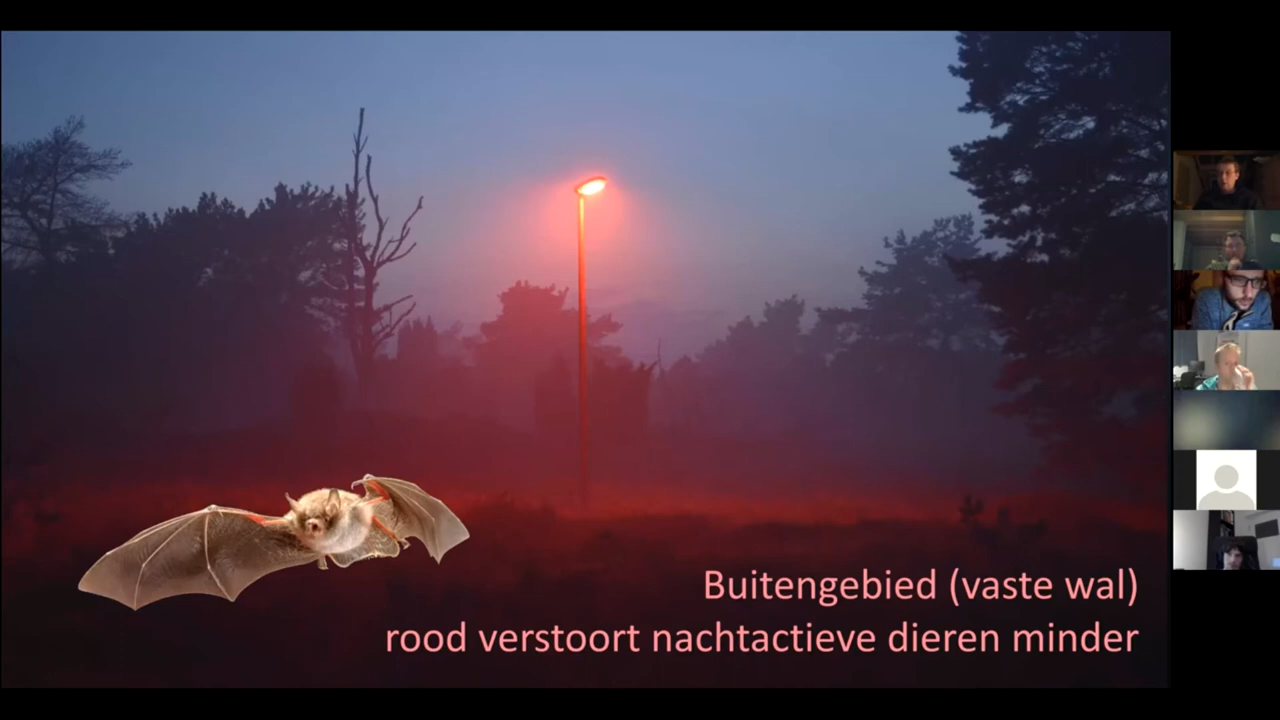 Buitengebied (vaste wal)
rood verstoort nachtactieve dieren minder